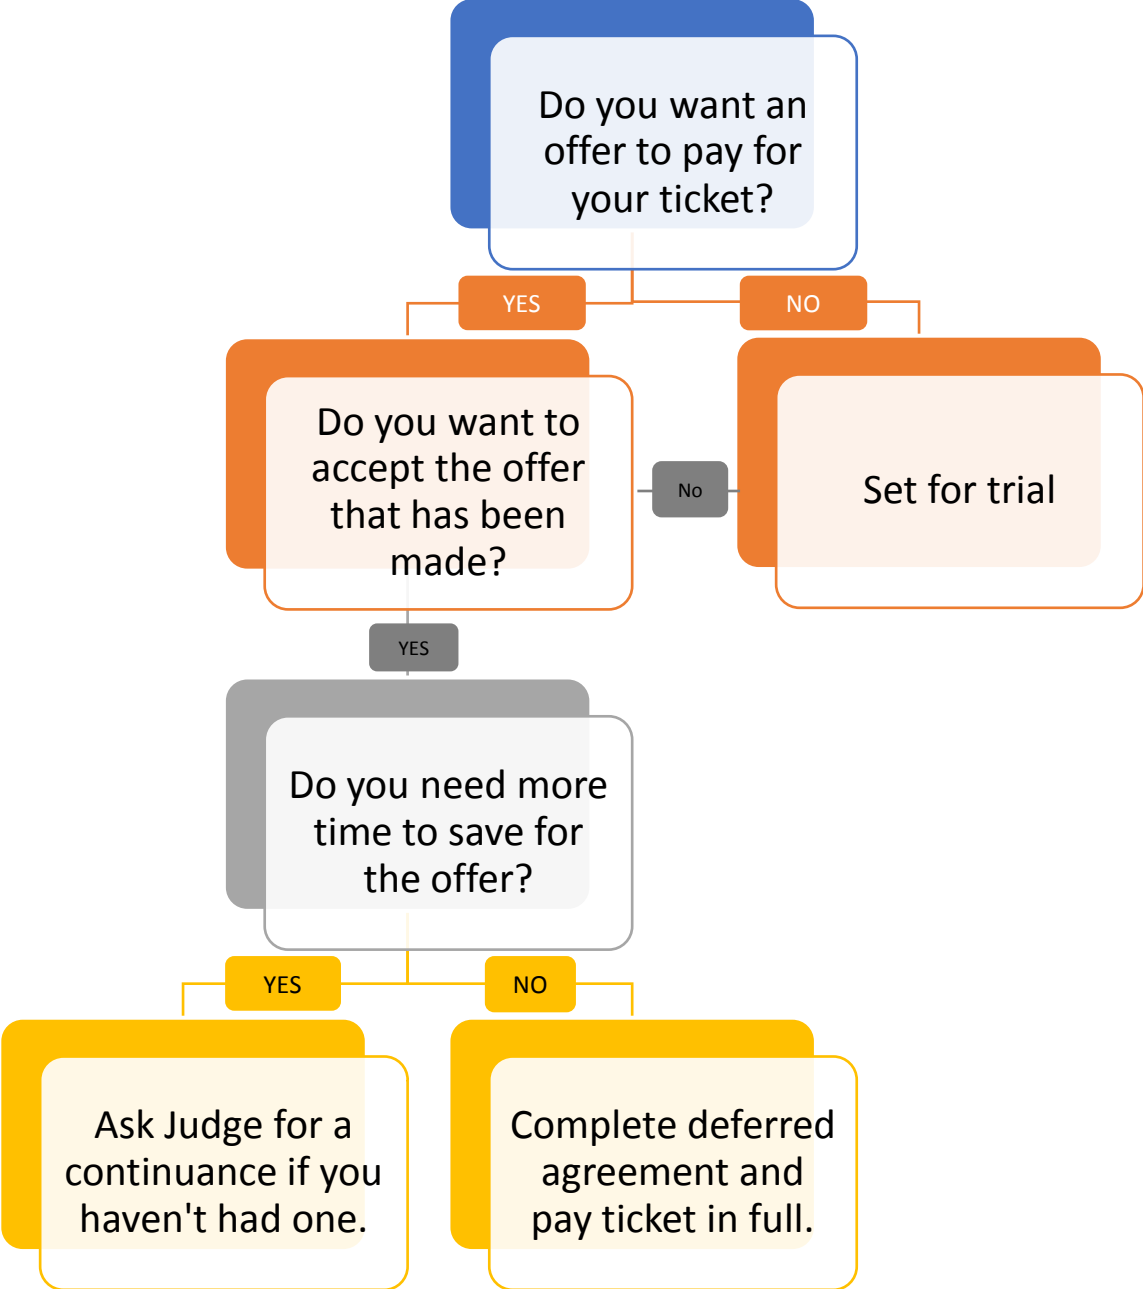 Do you want an
offer to pay for
your ticket?
YES
NO
Do you want to
accept the offer
that has been
made?
No
Set for trial
YES
Do you need more
time to save for
the offer?
YES
NO
Ask Judge for a
continuance if you
haven't had one.
Complete deferred
agreement and
pay ticket in full.